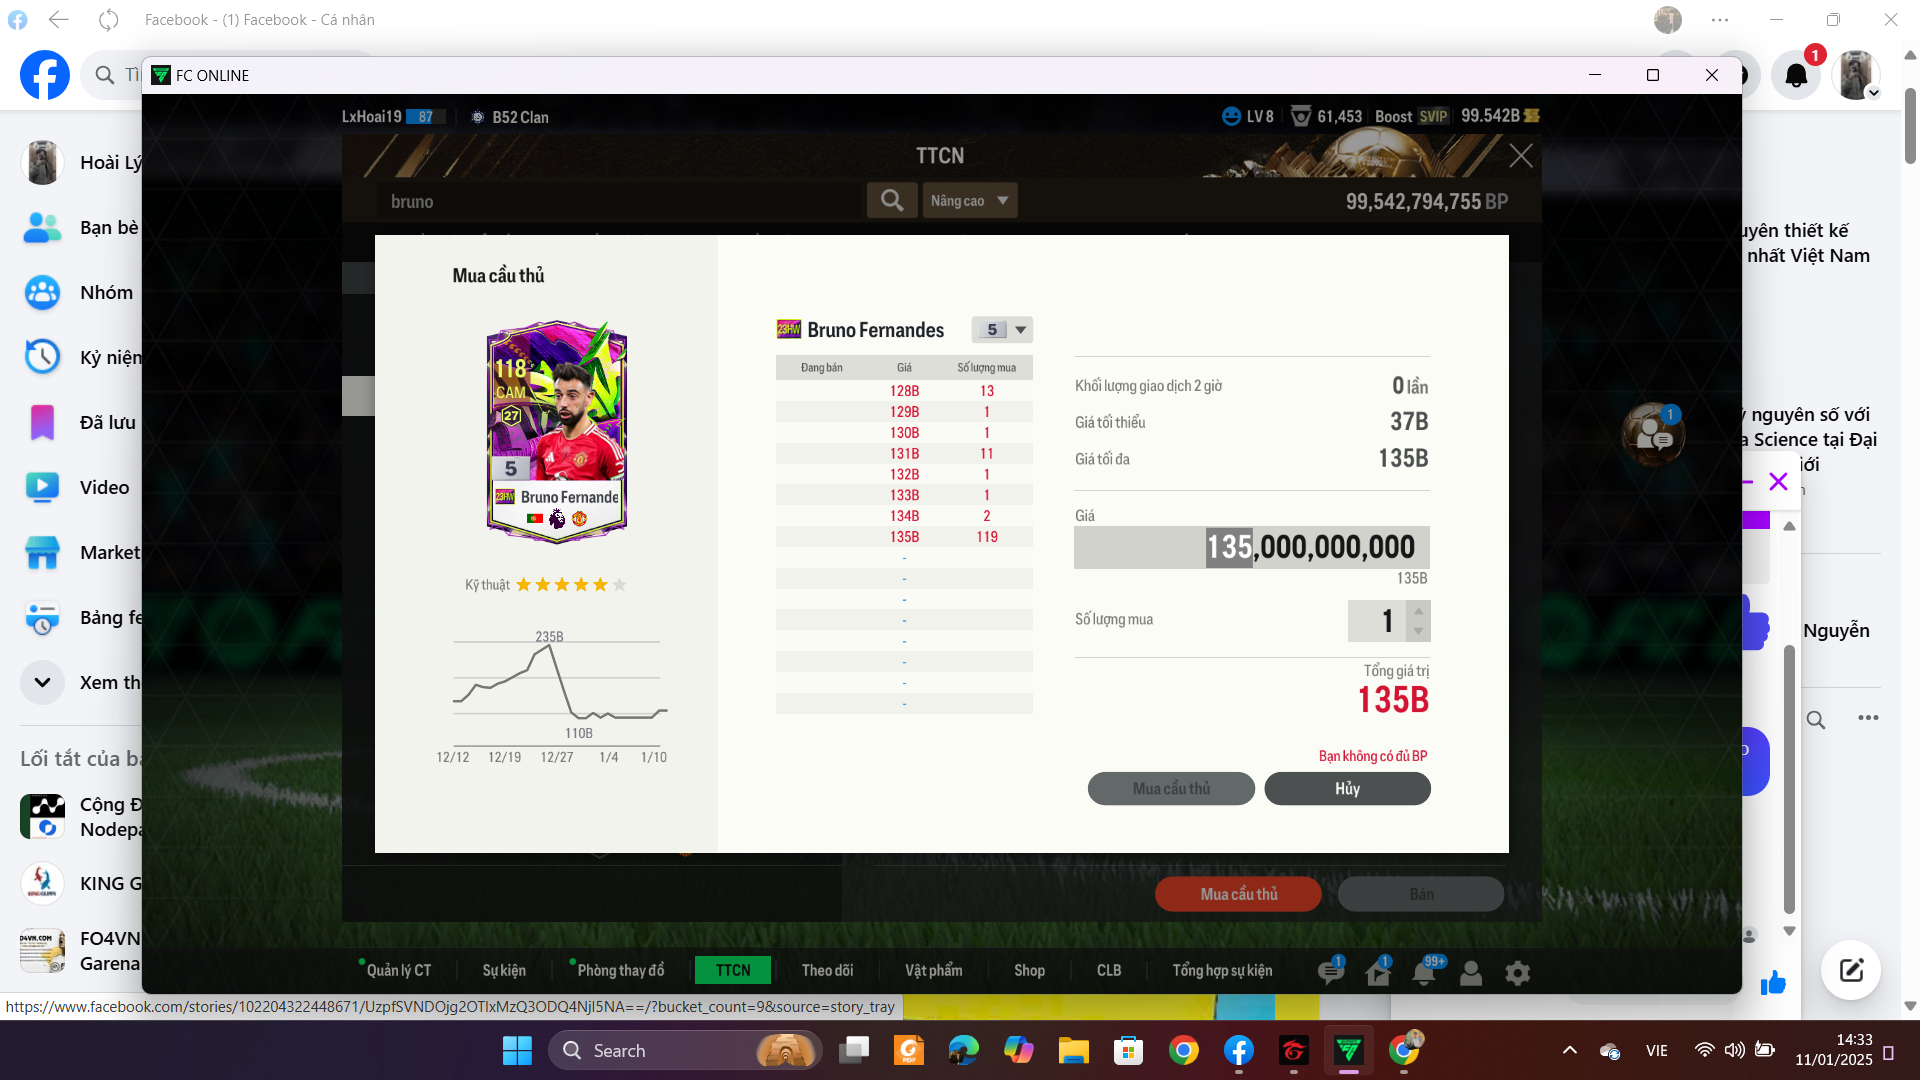 Facebook - (1) Facebook - Cá nhân
1
FC ONLINE
LxHoai19 87 B52 Clan
LV 8 61,453 Boost SVIP 99.542B
TTCN
bruno
Nâng cao
99,542,794,755 BP
Hoài Lý
Bạn bè
Nhóm
Kỷ niệm
Đã lưu
Video
Market
Bảng fe
Xem th
Lối tắt của bạ
Cộng Đ
Nodepa
KING G
FO4VN
Garena
Mua cầu thủ
118
CAM
27
5
23HW Bruno Fernande
Kỹ thuật
235B
110B
12/12 12/19 12/27 1/4 1/10
23HW Bruno Fernandes 5
Đang bán Giá Số lượng mua
128B 13
129B 1
130B 1
131B 11
132B 1
133B 1
134B 2
135B 119
-
-
-
-
-
-
-
-
Khối lượng giao dịch 2 giờ 0 lần
Giá tối thiểu 37B
Giá tối đa 135B
Giá
135,000,000,000
135B
Số lượng mua 1
Tổng giá trị
135B
Bạn không có đủ BP
Mua cầu thủ Hủy
Mua cầu thủ Bán
uyên thiết kế
nhất Việt Nam
1
ỷ nguyên số với
a Science tại Đại
iới
Nguyễn
Quản lý CT Sự kiện Phòng thay đồ TTCN Theo dõi Vật phẩm Shop CLB Tổng hợp sự kiện 1 1 99+
https://www.facebook.com/stories/102204322448671/UzpfSVNDOjg2OTIxMzQ3ODQ4NjI5NA==/?bucket_count=9&source=story_tray
Search
VIE
14:33
11/01/2025